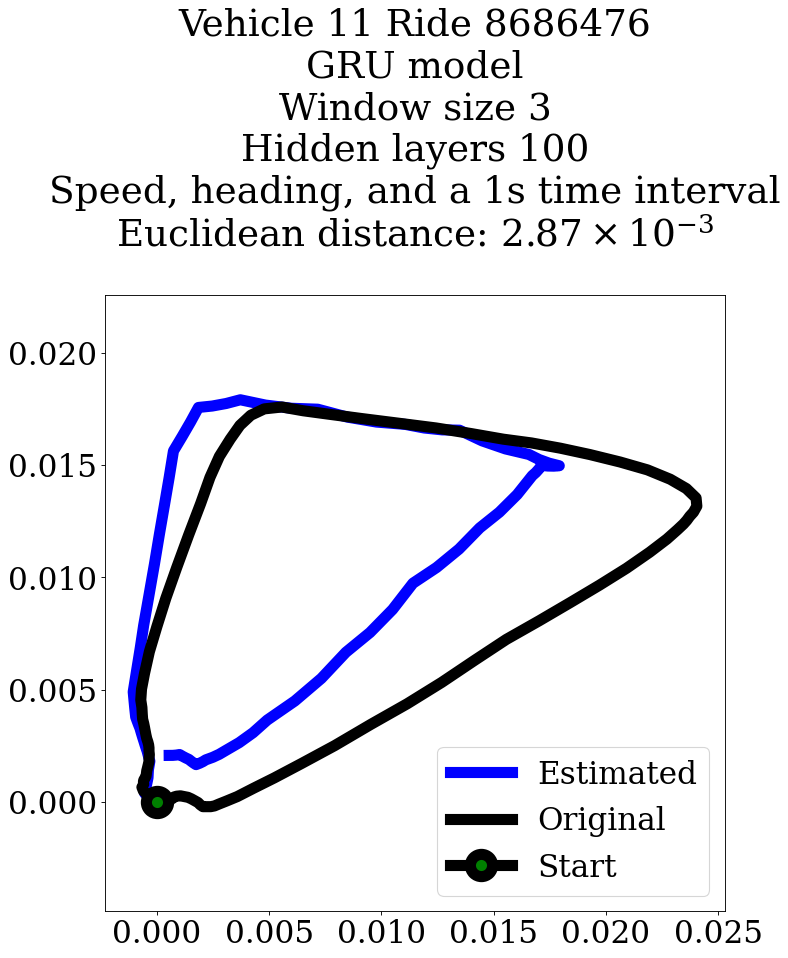 Vehicle 11 Ride 8686476
GRU model
Window size 3
Hidden layers 100
Speed, heading, and a 1s time interval
Euclidean distance: 2.87 × 10⁻³
0.020
0.015
0.010
0.005
0.000
Estimated
Original
Start
0.000 0.005 0.010 0.015 0.020 0.025